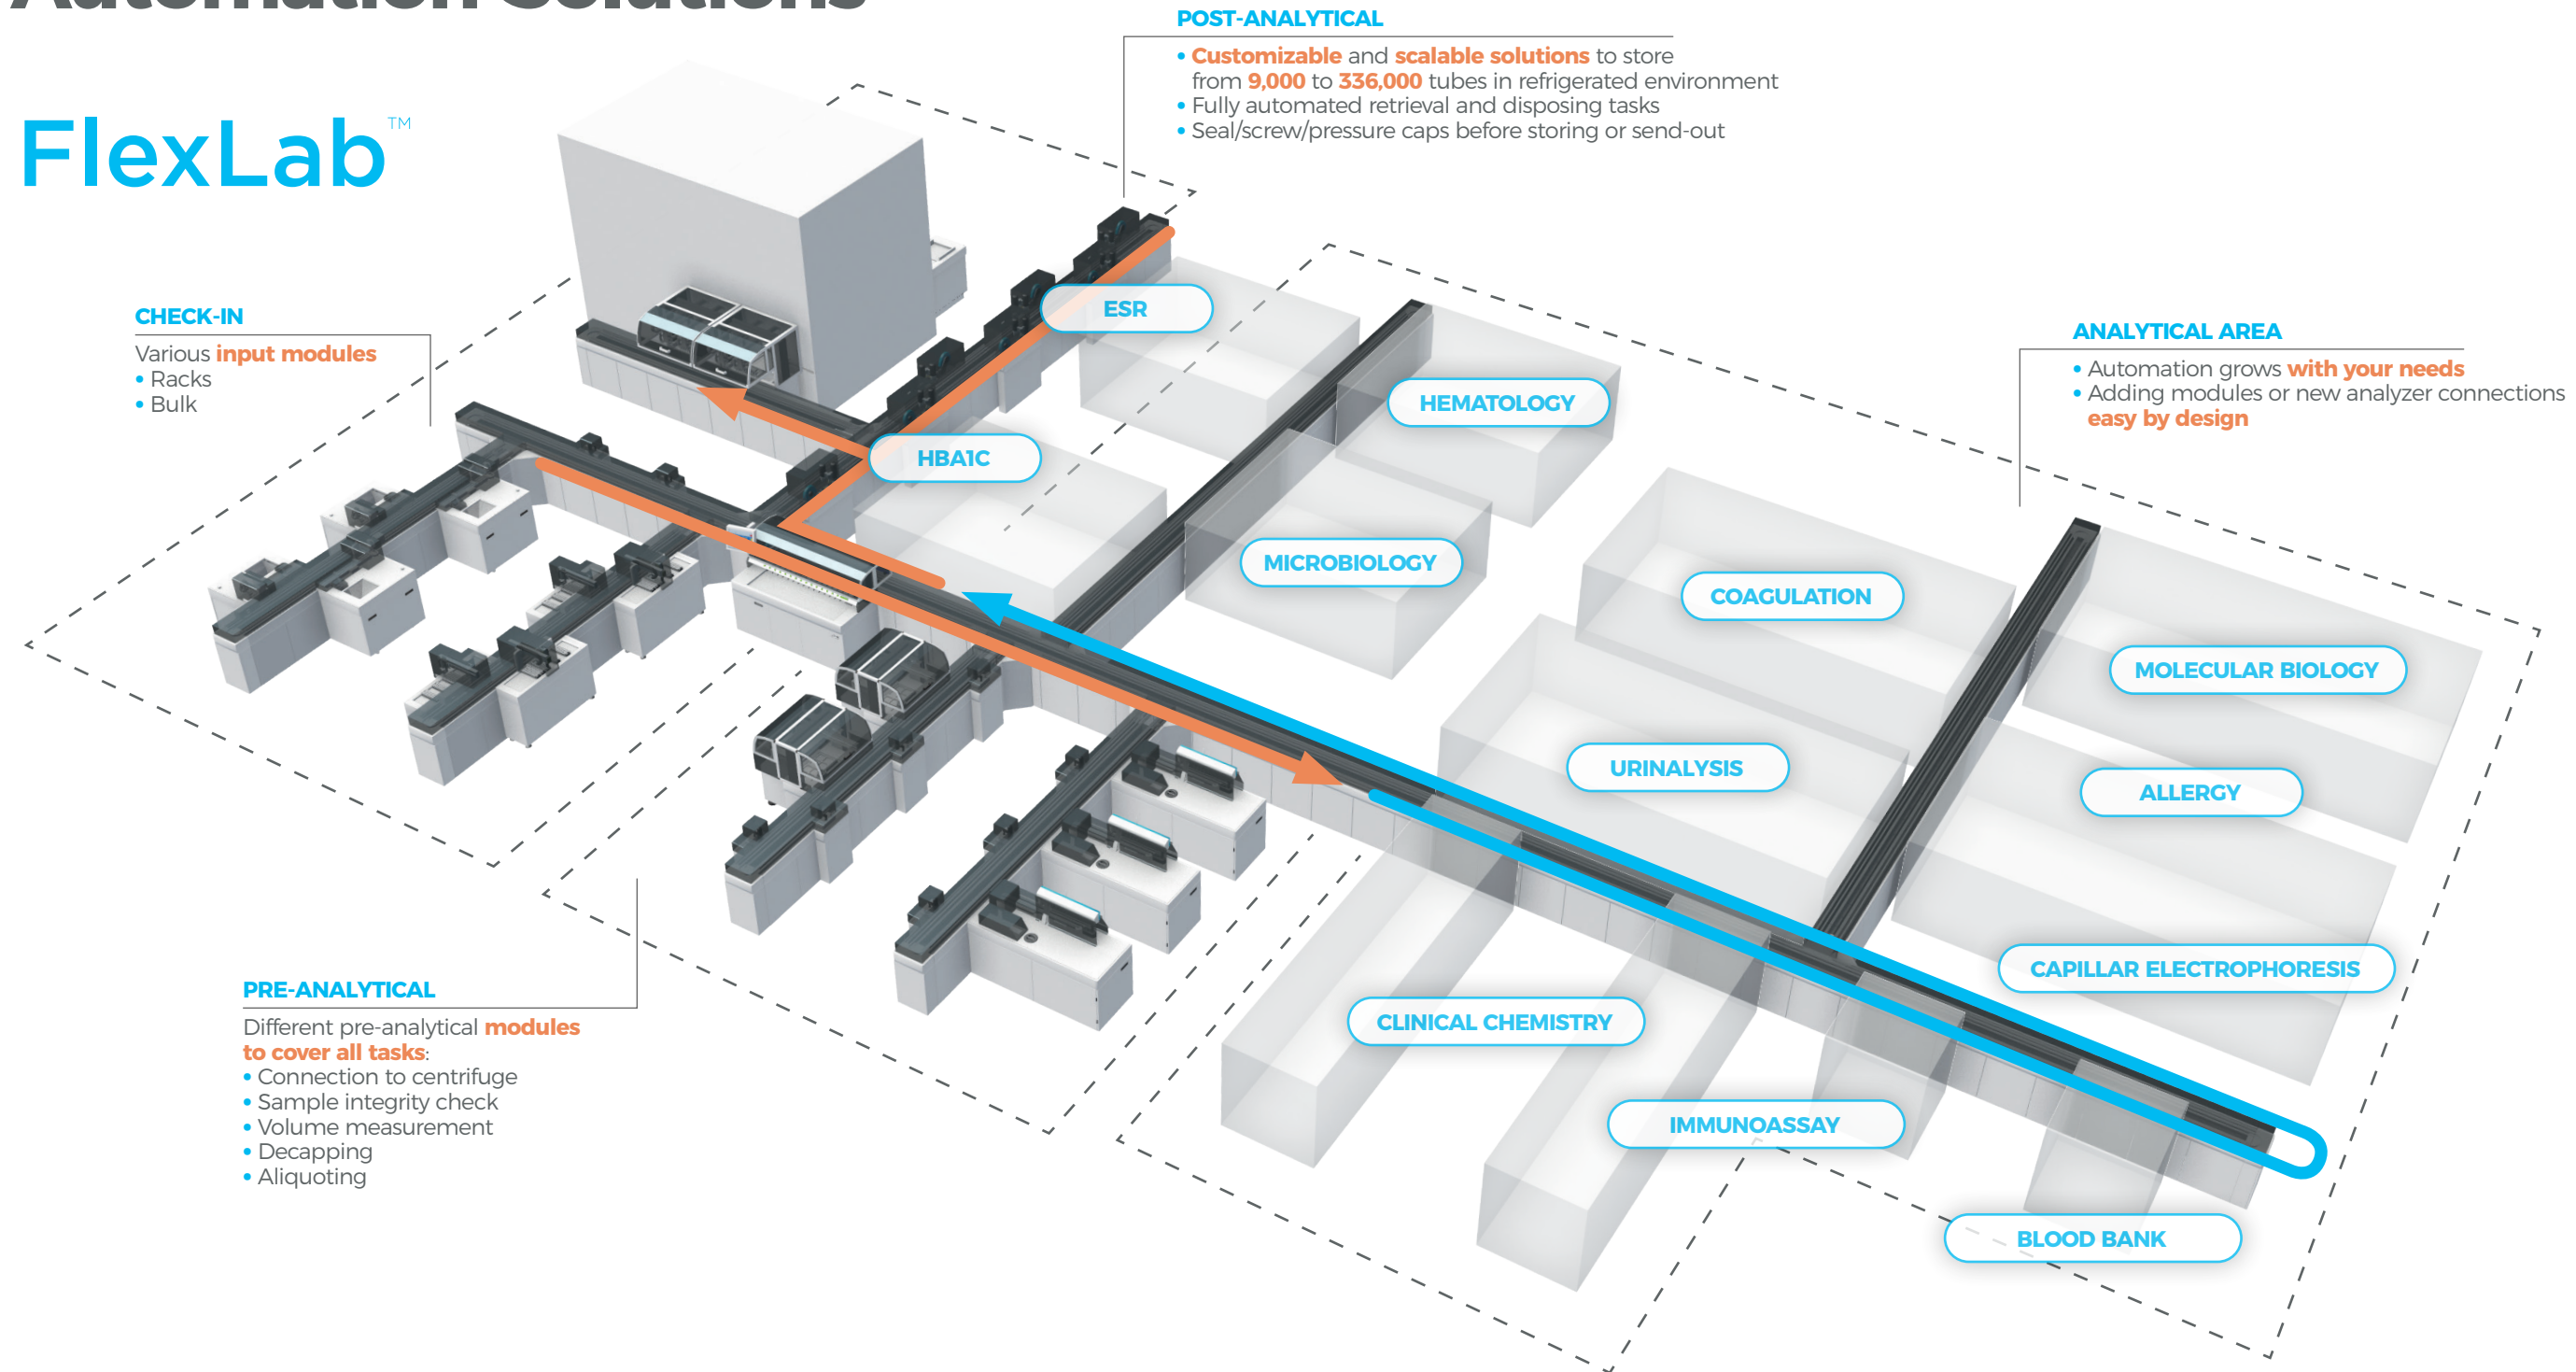 Automation Solutions
FlexLab™
POST-ANALYTICAL
• Customizable and scalable solutions to store
from 9,000 to 336,000 tubes in refrigerated environment
• Fully automated retrieval and disposing tasks
• Seal/screw/pressure caps before storing or send-out
CHECK-IN
Various input modules
• Racks
• Bulk
ANALYTICAL AREA
• Automation grows with your needs
• Adding modules or new analyzer connections
easy by design
ESR
HEMATOLOGY
HBA1C
MICROBIOLOGY
COAGULATION
MOLECULAR BIOLOGY
URINALYSIS
ALLERGY
CAPILLAR ELECTROPHORESIS
CLINICAL CHEMISTRY
IMMUNOASSAY
BLOOD BANK
PRE-ANALYTICAL
Different pre-analytical modules
to cover all tasks:
• Connection to centrifuge
• Sample integrity check
• Volume measurement
• Decapping
• Aliquoting